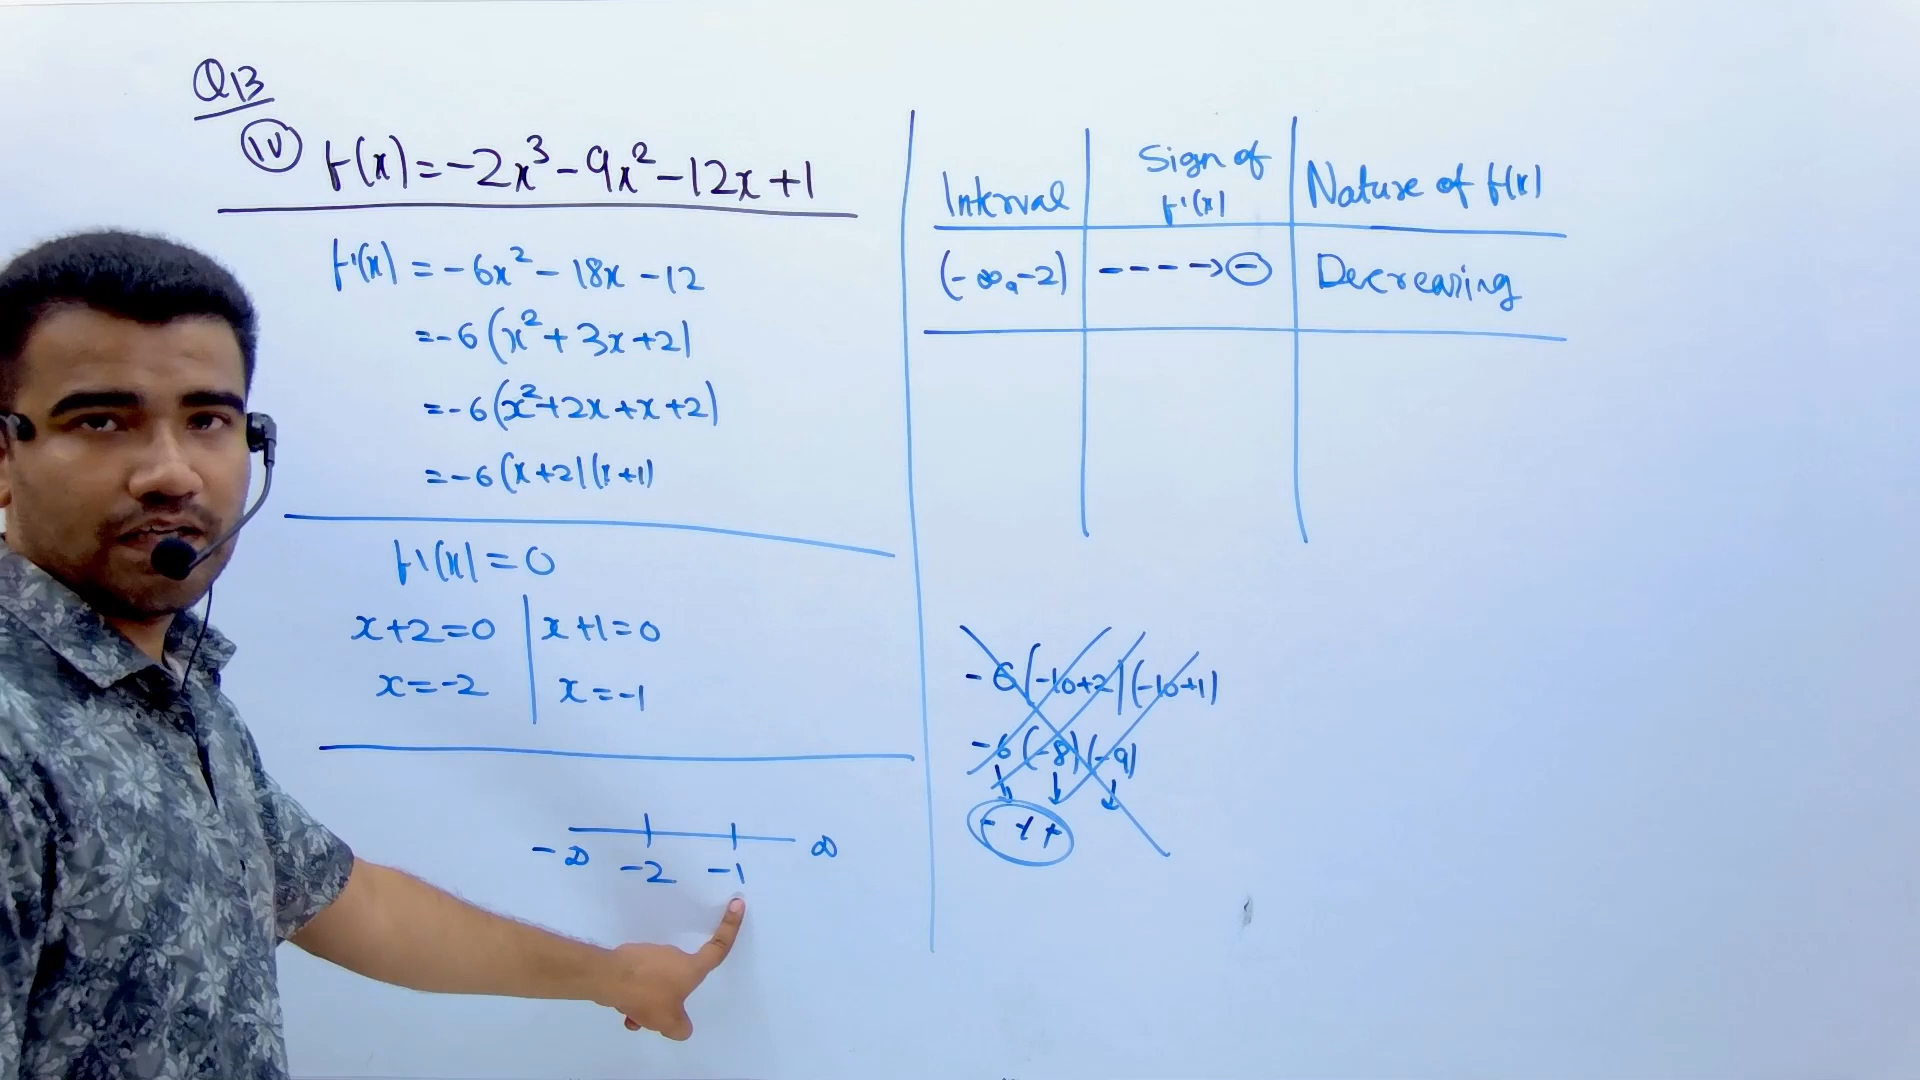 Q13
(iv) f(x) = -2x³ - 9x² - 12x + 1
f'(x) = -6x² - 18x - 12
= -6(x² + 3x + 2)
= -6(x² + 2x + x + 2)
= -6(x + 2)(x + 1)
f'(x) = 0
x + 2 = 0 | x + 1 = 0
x = -2 | x = -1
-∞ -2 -1 ∞
Interval | Sign of f'(x) | Nature of f(x)
(-∞, -2) | ----> (-) | Decreasing
-6(-10+2)(-10+1)
-6(-8)(-9)
- + +